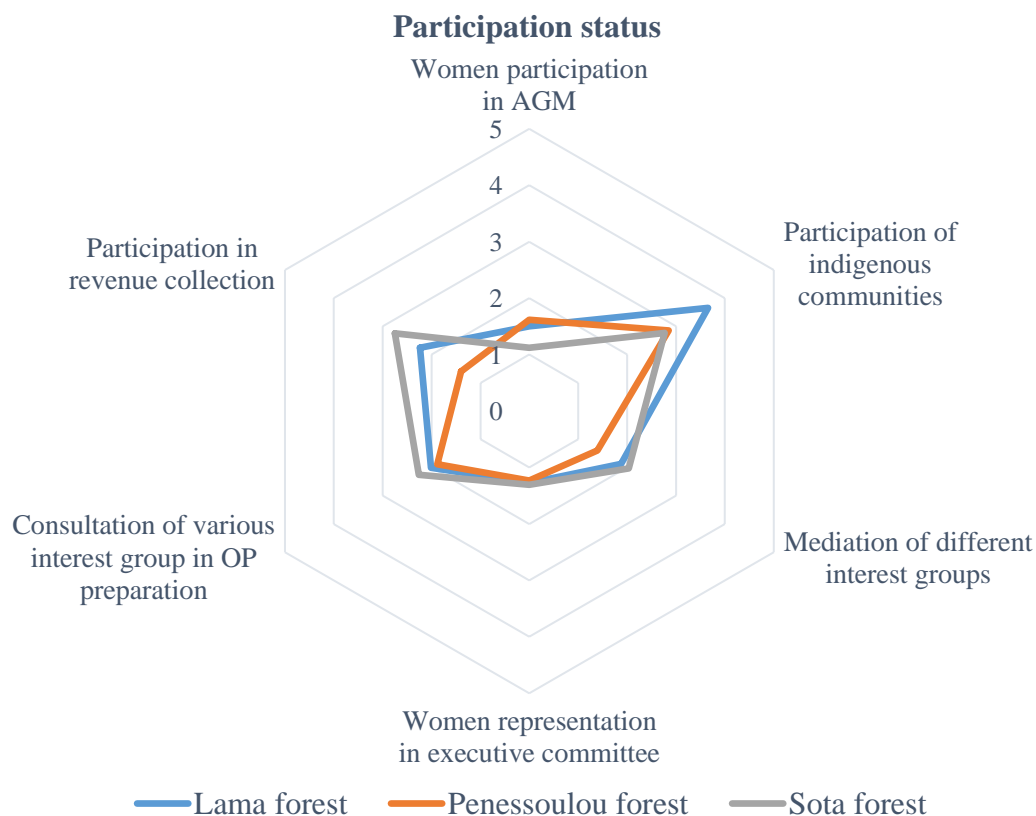 Participation status
Women participation
in AGM
5
4
3
2
1
0
Participation of
indigenous
communities
Mediation of different
interest groups
Women representation
in executive committee
Consultation of various
interest group in OP
preparation
Participation in
revenue collection
Lama forest
Penessoulou forest
Sota forest